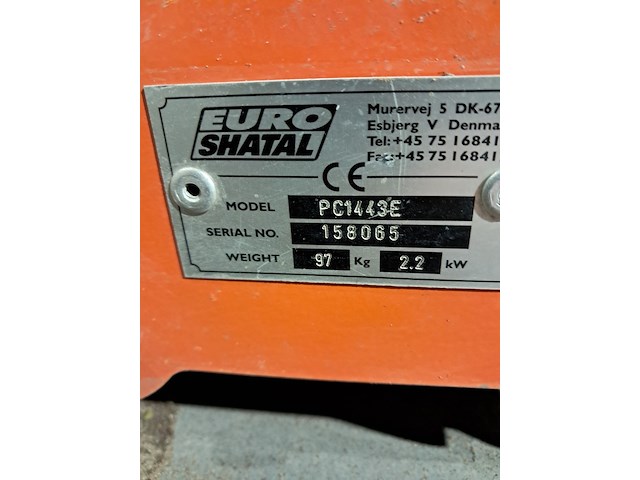 EURO
SHATAL
Murervej 5 DK-67
Esbjerg V Denma
Tel:+45 75 16841
Fax:+45 75 16841
CE
MODEL PC1443E
SERIAL NO. 158065
WEIGHT 97 Kg 2.2 kW